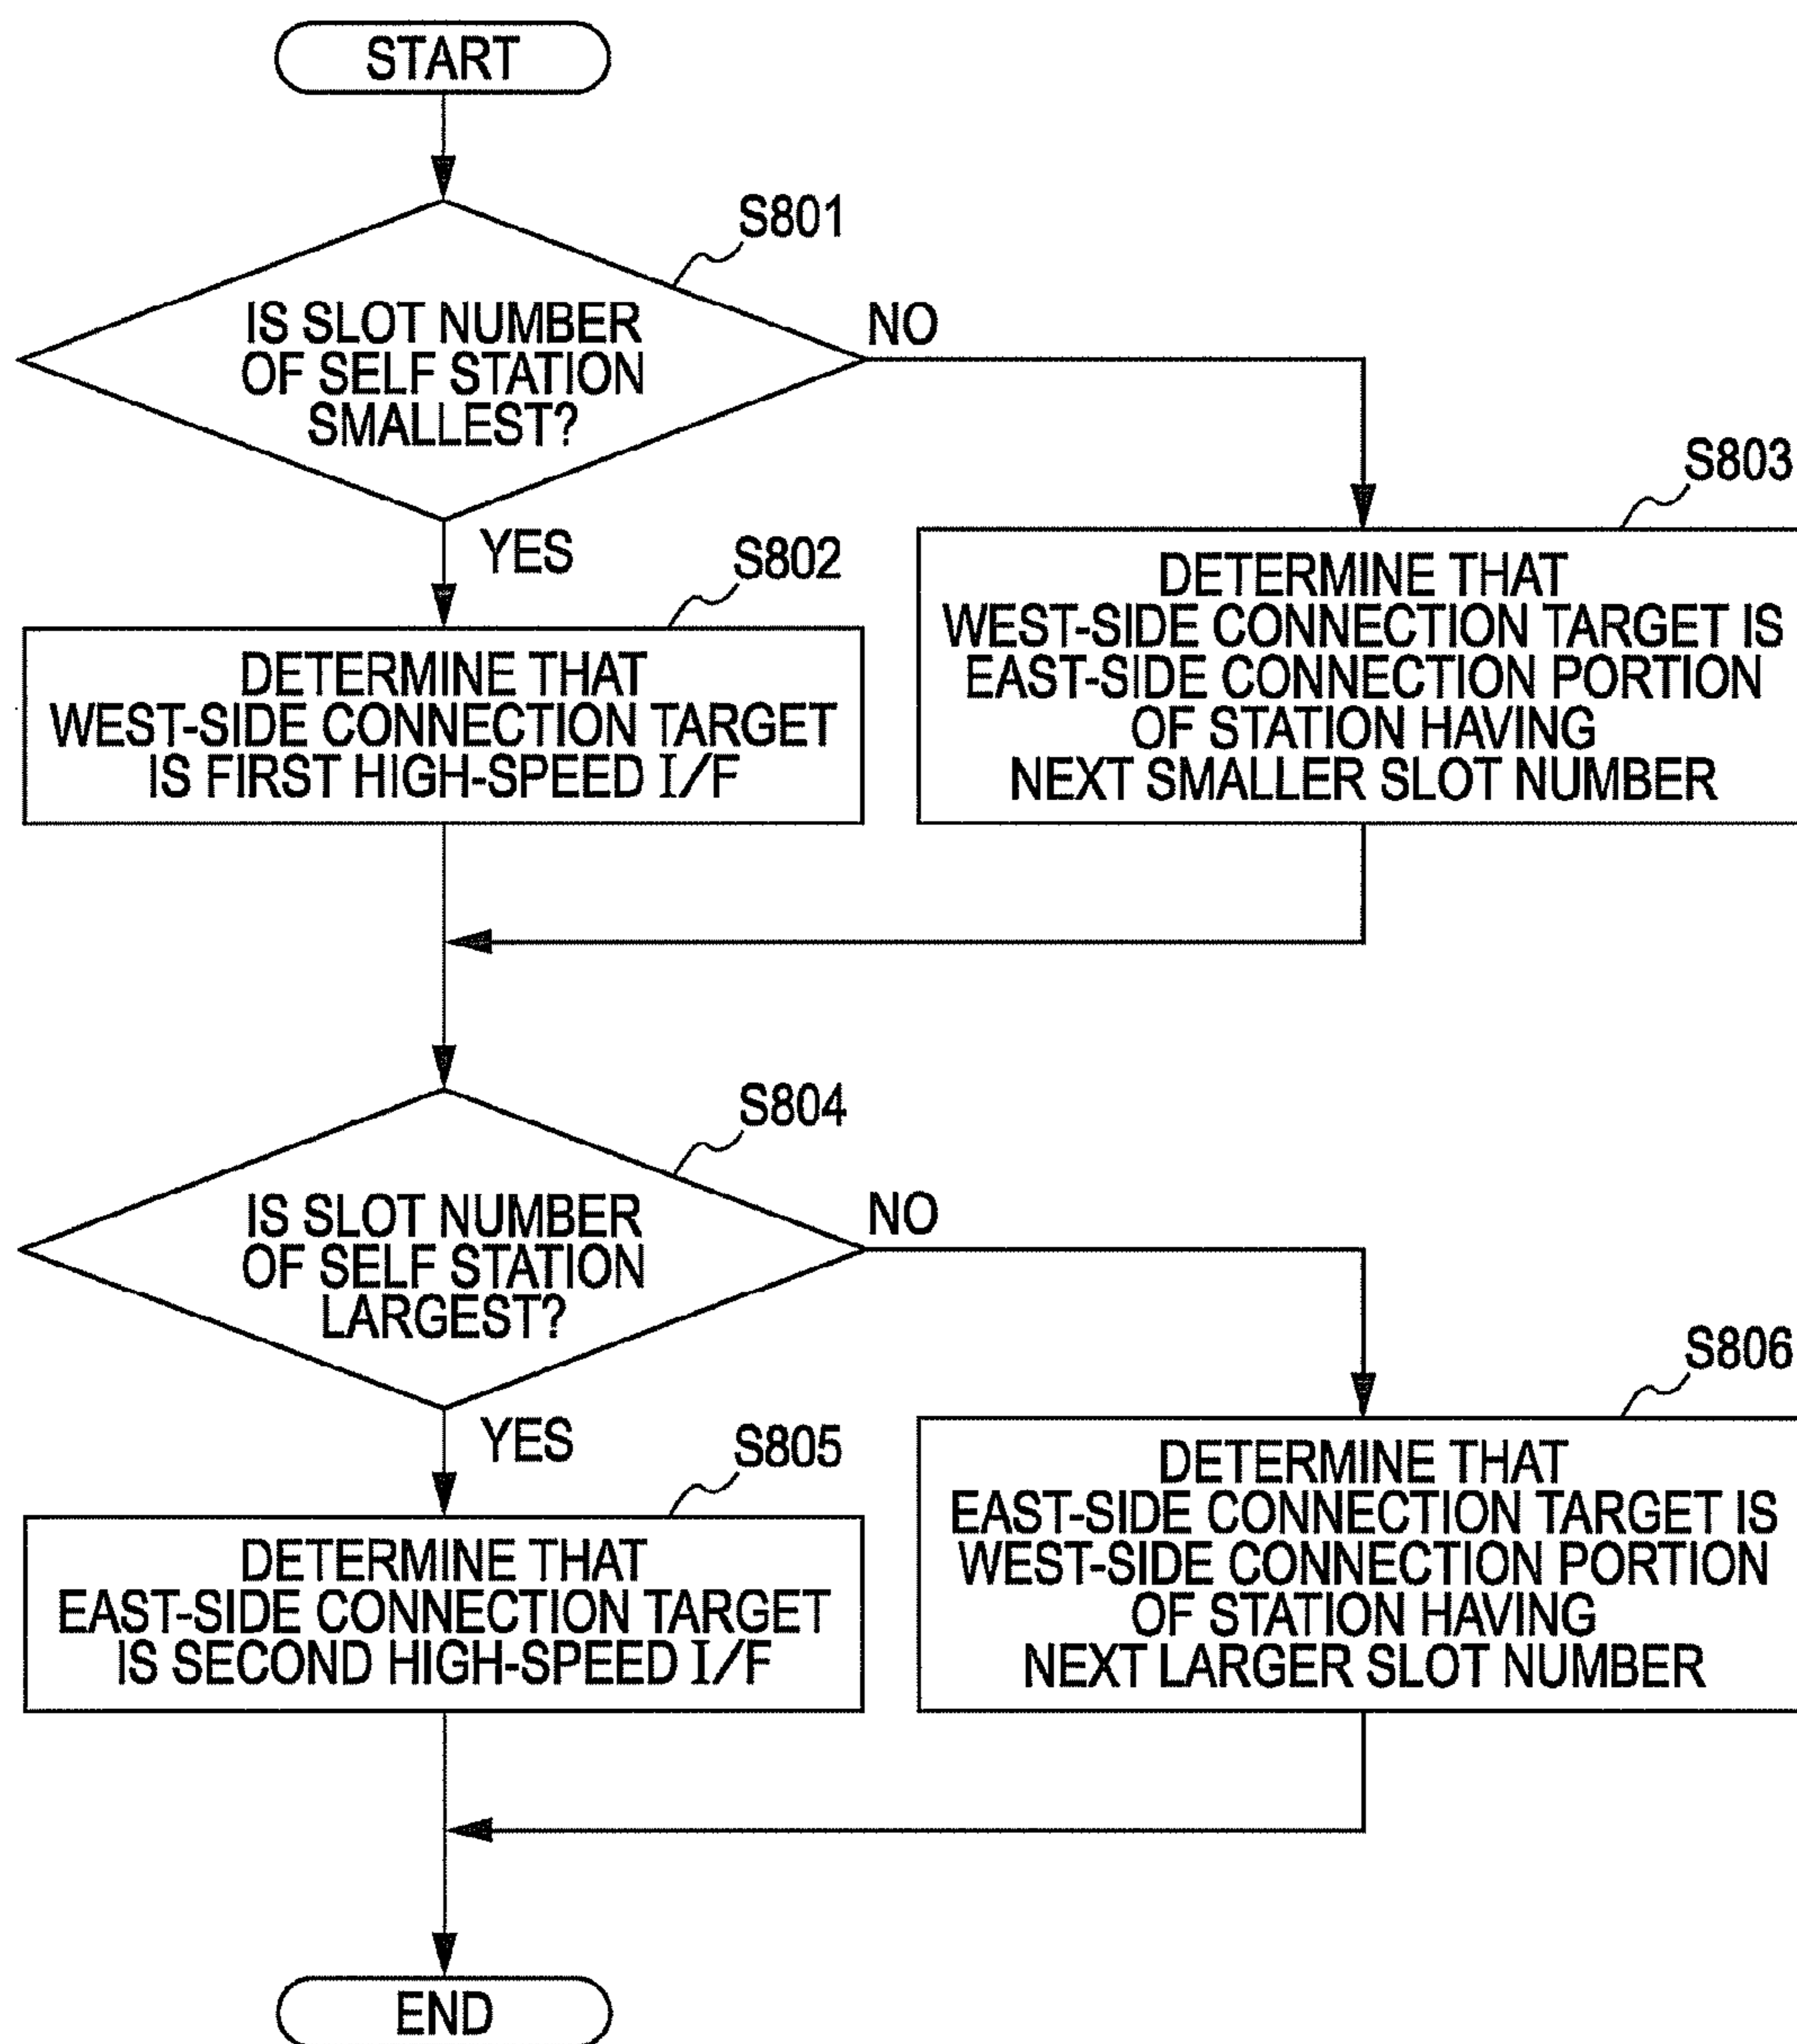 START
S801
IS SLOT NUMBER
OF SELF STATION
SMALLEST?
NO
YES
S802
DETERMINE THAT
WEST-SIDE CONNECTION TARGET
IS FIRST HIGH-SPEED I/F
S803
DETERMINE THAT
WEST-SIDE CONNECTION TARGET IS
EAST-SIDE CONNECTION PORTION
OF STATION HAVING
NEXT SMALLER SLOT NUMBER
S804
IS SLOT NUMBER
OF SELF STATION
LARGEST?
NO
YES
S805
DETERMINE THAT
EAST-SIDE CONNECTION TARGET
IS SECOND HIGH-SPEED I/F
S806
DETERMINE THAT
EAST-SIDE CONNECTION TARGET IS
WEST-SIDE CONNECTION PORTION
OF STATION HAVING
NEXT LARGER SLOT NUMBER
END